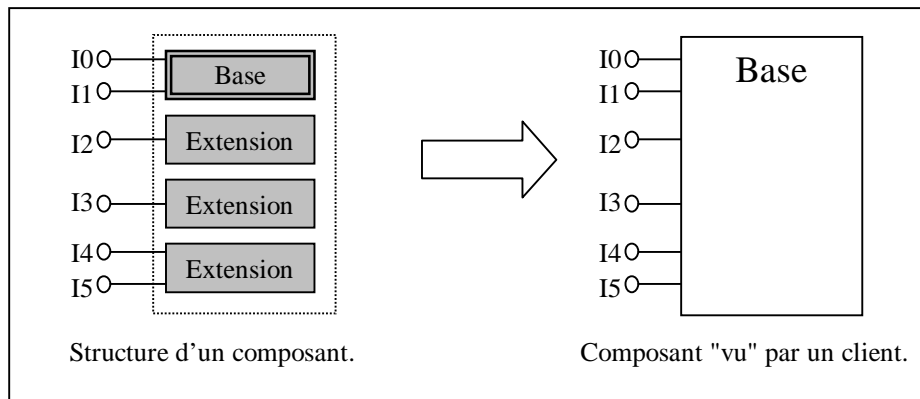 I0
Base
I1
I2
Extension
I3
Extension
I4
Extension
I5
Structure d'un composant.
I0
Base
I1
I2
I3
I4
I5
Composant "vu" par un client.